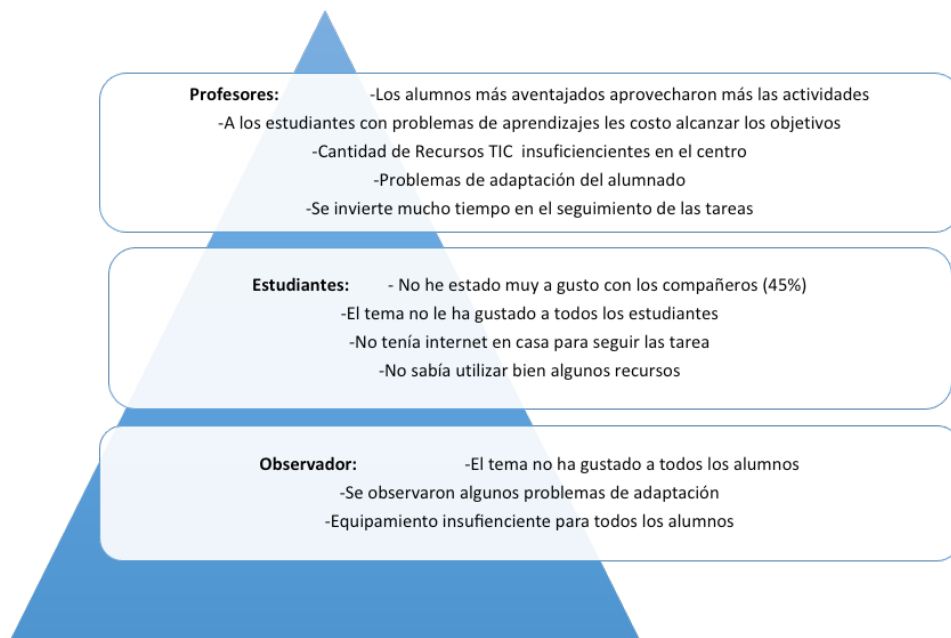 Profesores: -Los alumnos más aventajados aprovecharon más las actividades
-A los estudiantes con problemas de aprendizajes les costo alcanzar los objetivos
-Cantidad de Recursos TIC insuficiencientes en el centro
-Problemas de adaptación del alumnado
-Se invierte mucho tiempo en el seguimiento de las tareas
Estudiantes: - No he estado muy a gusto con los compañeros (45%)
-El tema no le ha gustado a todos los estudiantes
-No tenía internet en casa para seguir las tarea
-No sabía utilizar bien algunos recursos
Observador: -El tema no ha gustado a todos los alumnos
-Se observaron algunos problemas de adaptación
-Equipamiento insufienciente para todos los alumnos